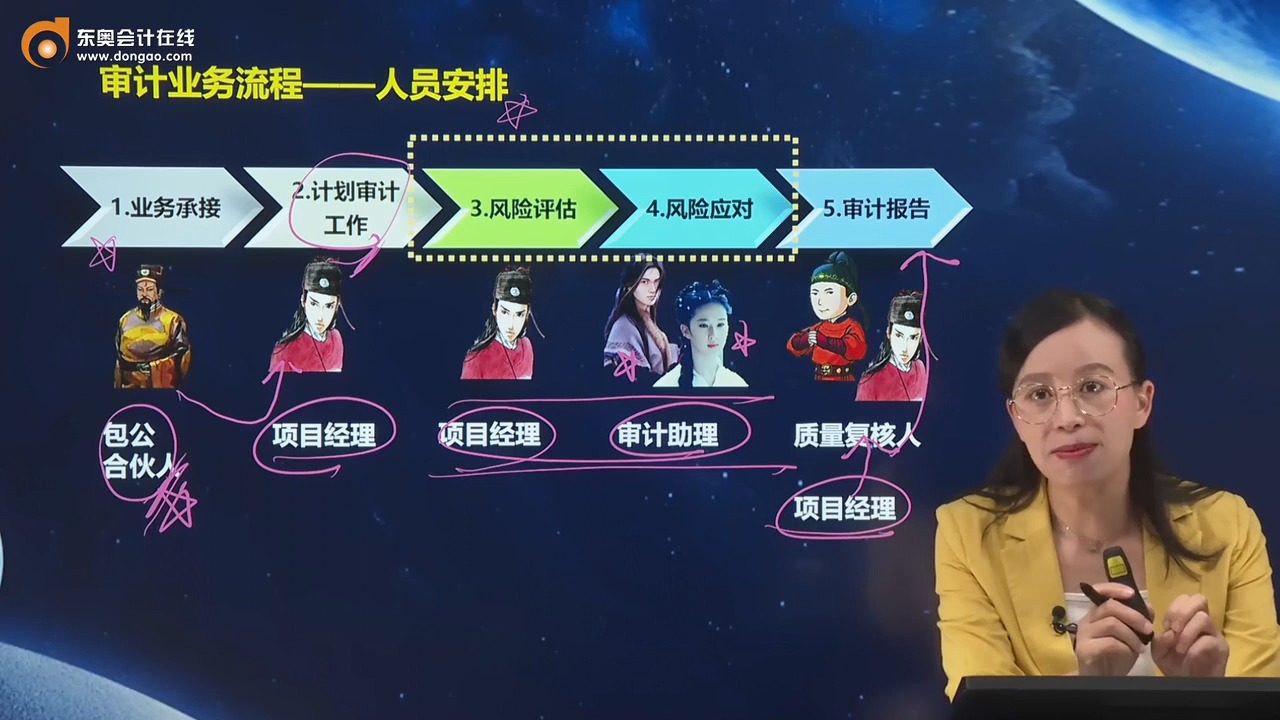 东奥会计在线
www.dongao.com
审计业务流程——人员安排
1.业务承接
2.计划审计
工作
3.风险评估
4.风险应对
5.审计报告
包公
合伙人
项目经理
项目经理
审计助理
质量复核人
项目经理